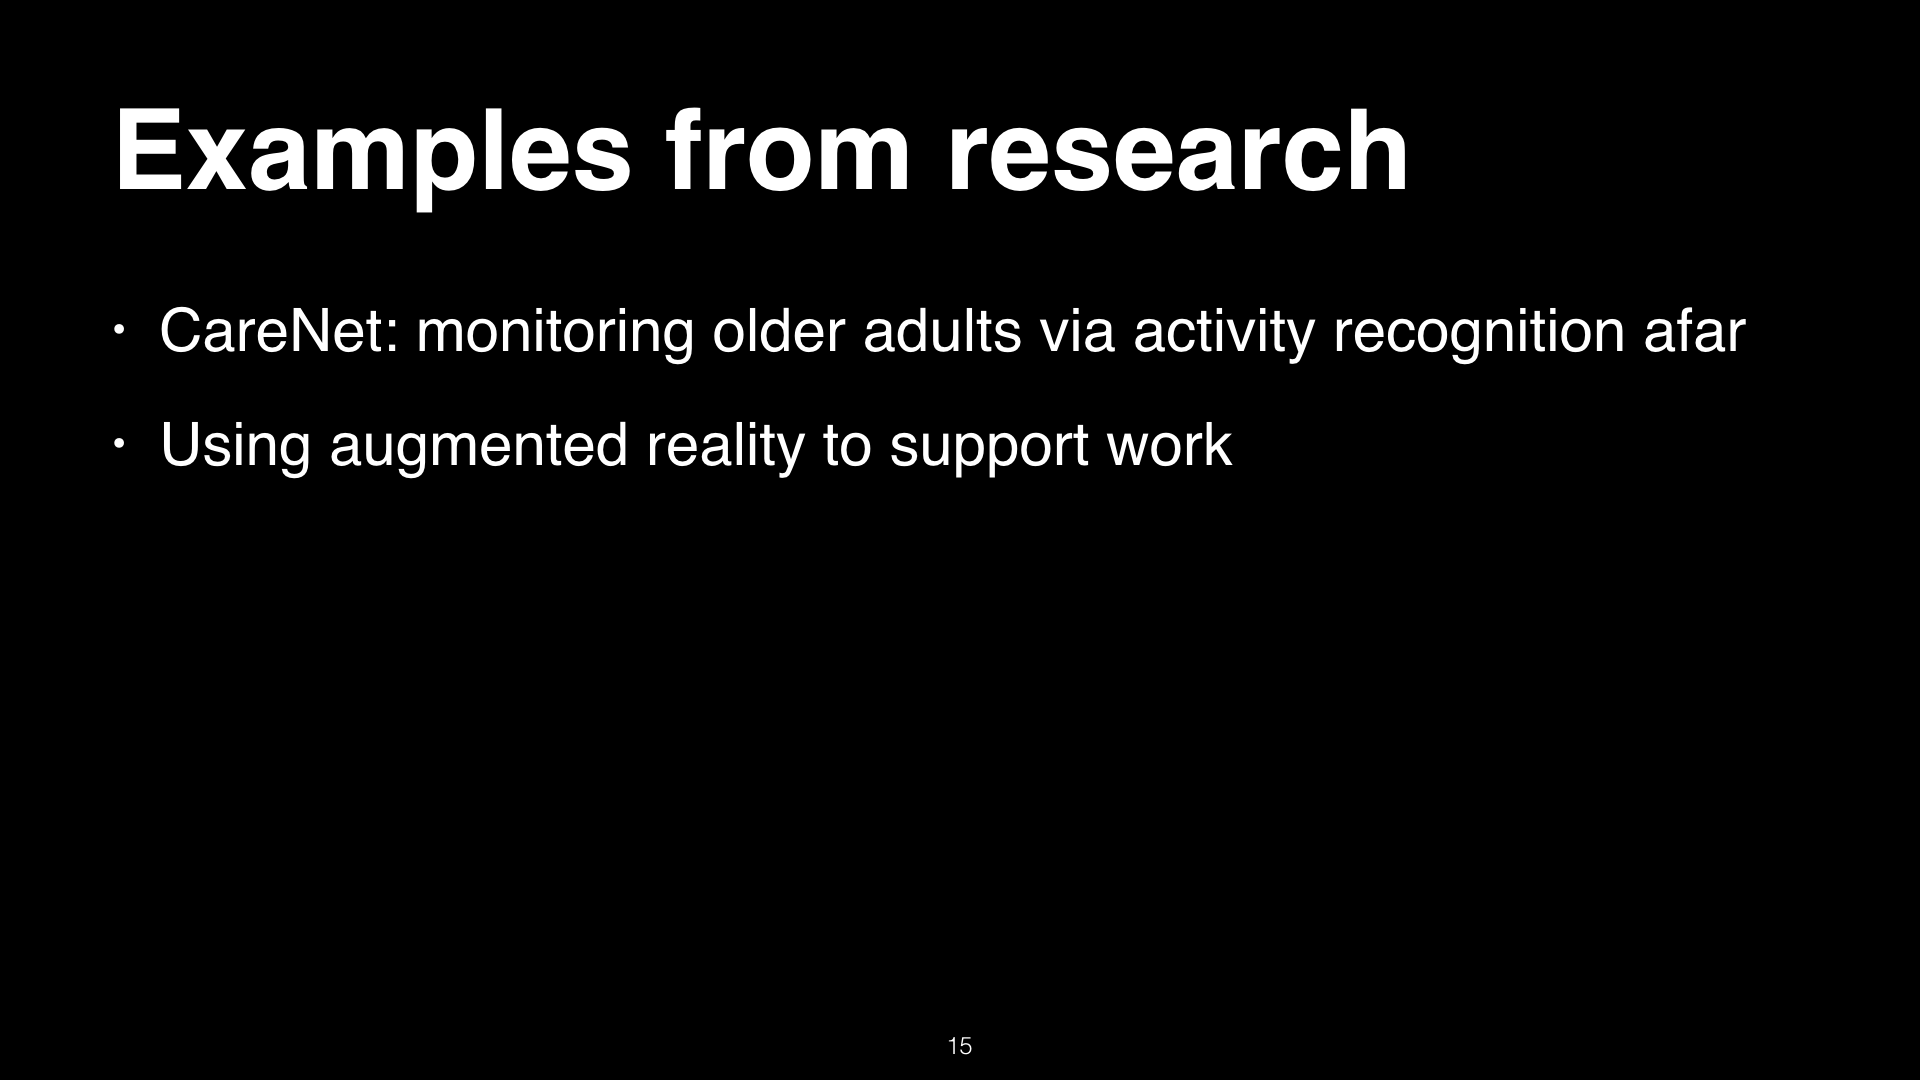 Examples from research
• CareNet: monitoring older adults via activity recognition afar
• Using augmented reality to support work
15